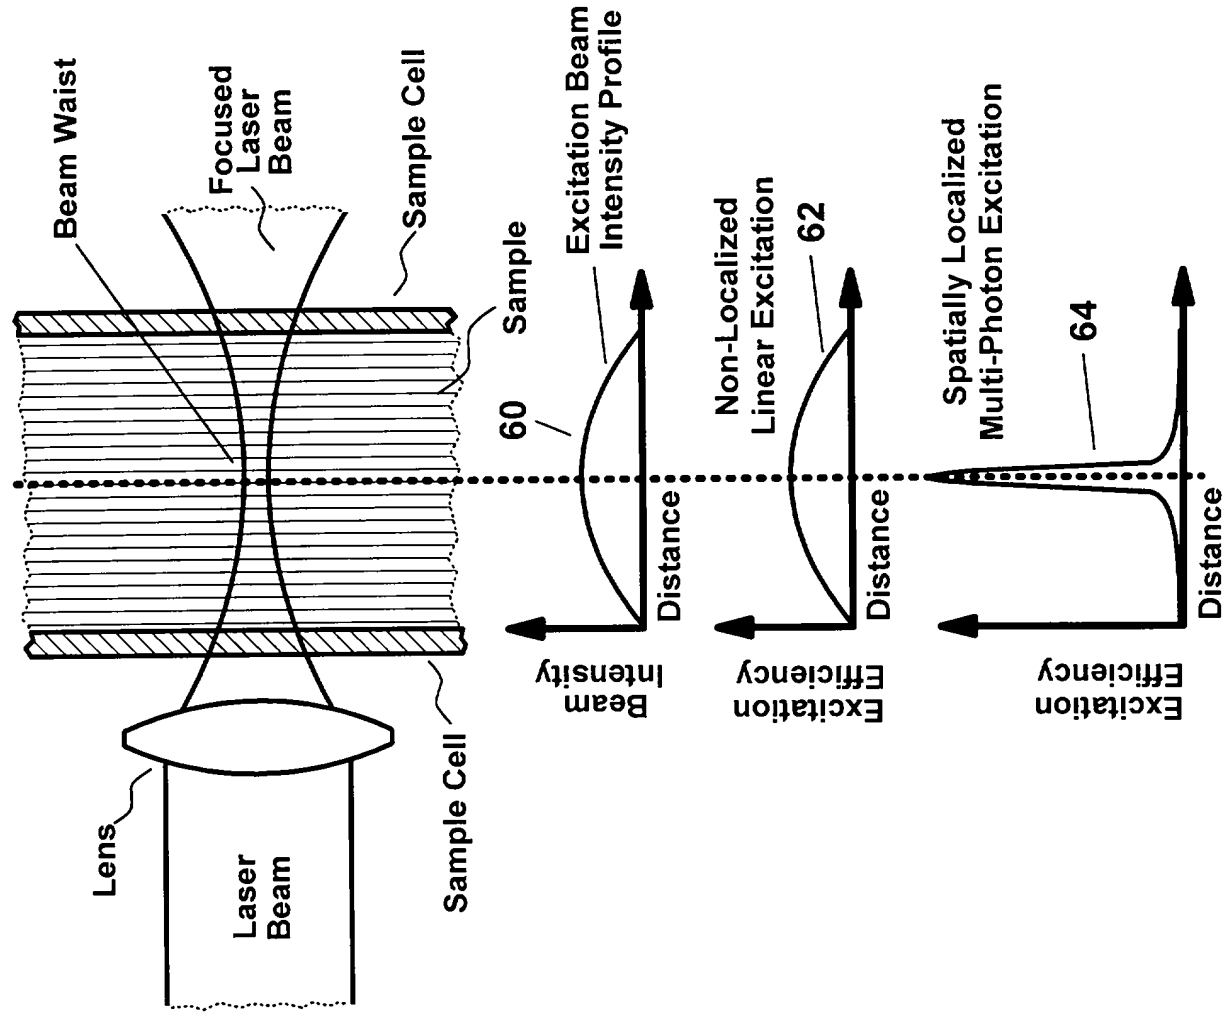 Beam Waist
Focused
Laser
Beam
Sample Cell
Sample
Lens
Laser
Beam
Sample Cell
60
Excitation Beam
Intensity Profile
Beam
Intensity
Distance
Non-Localized
Linear Excitation
62
Excitation
Efficiency
Distance
Spatially Localized
Multi-Photon Excitation
64
Excitation
Efficiency
Distance